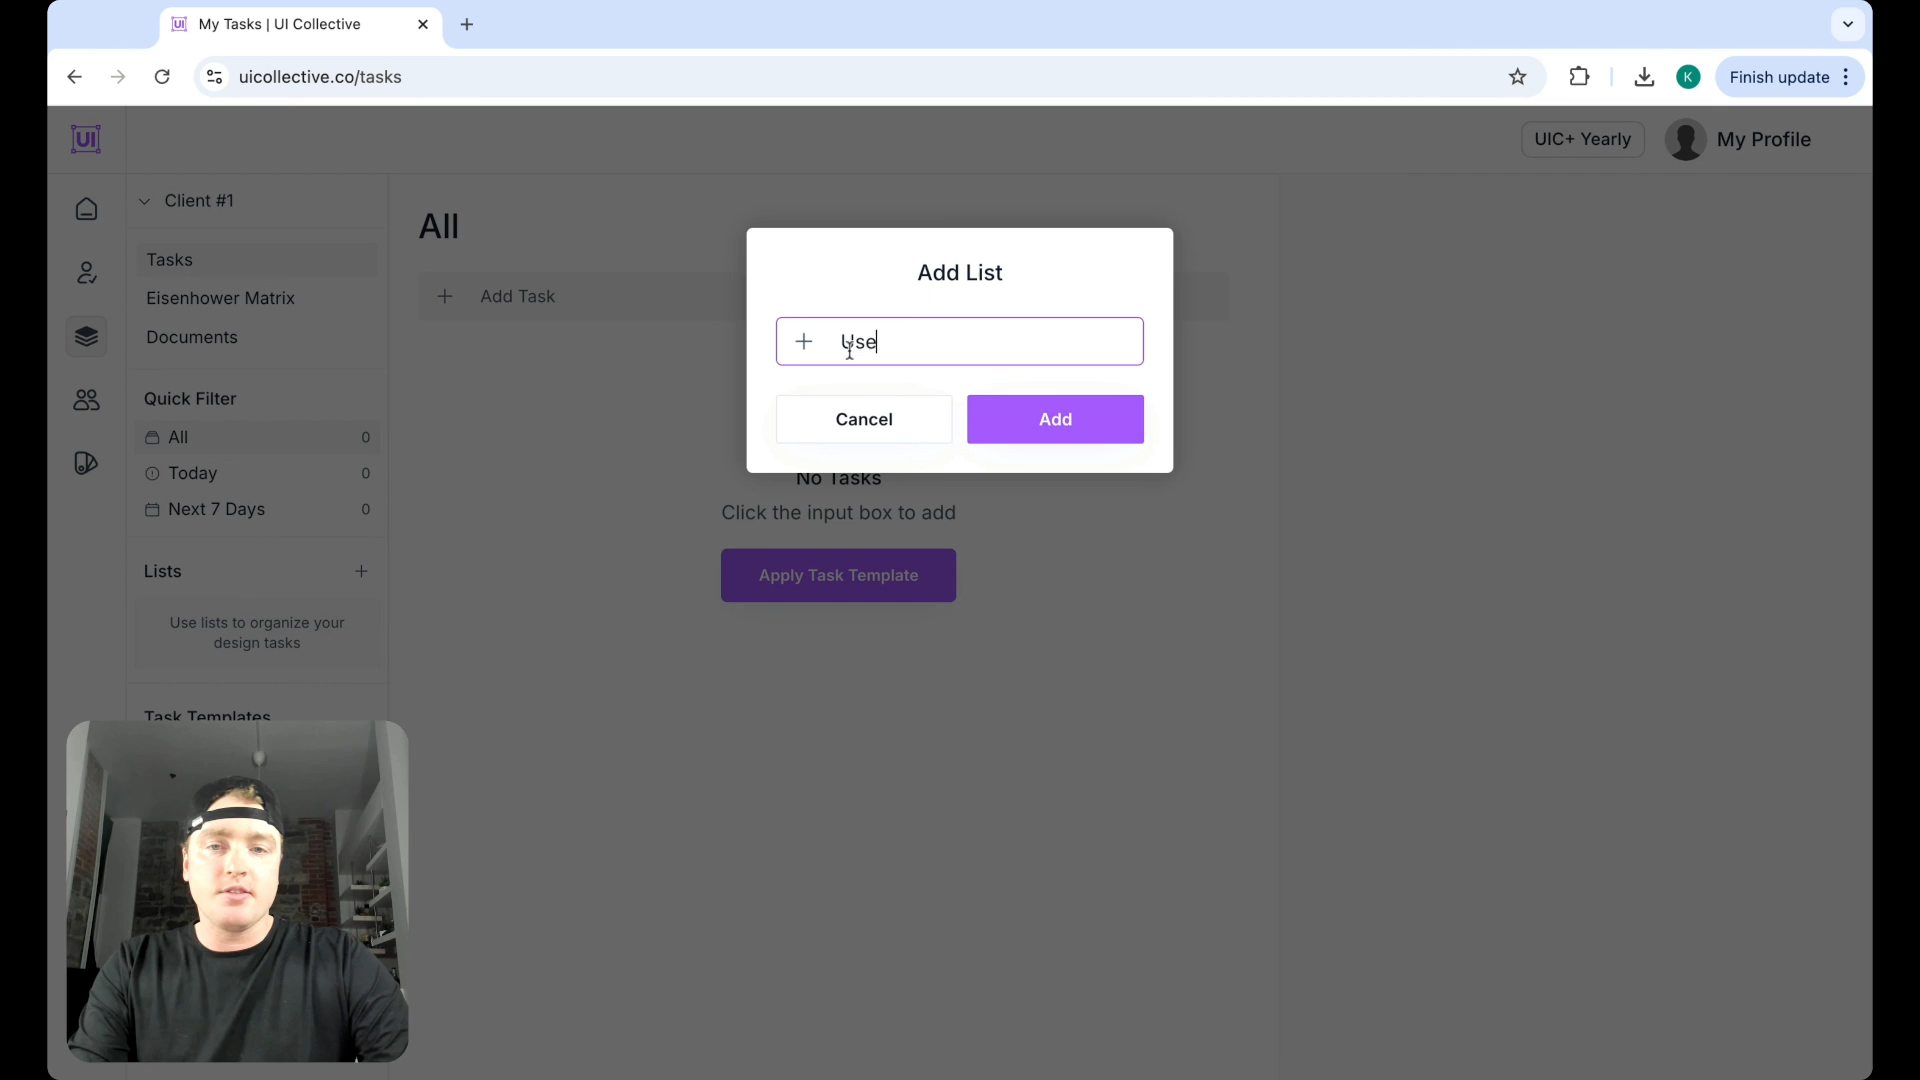 My Tasks | UI Collective
uicollective.co/tasks
K
Finish update
UI
UIC+ Yearly
My Profile
Client #1
Tasks
Eisenhower Matrix
Documents
Quick Filter
All 0
Today 0
Next 7 Days 0
Lists
Use lists to organize your
design tasks
Task Templates
All
Add Task
Add List
Use
Cancel
Add
No Tasks
Click the input box to add
Apply Task Template